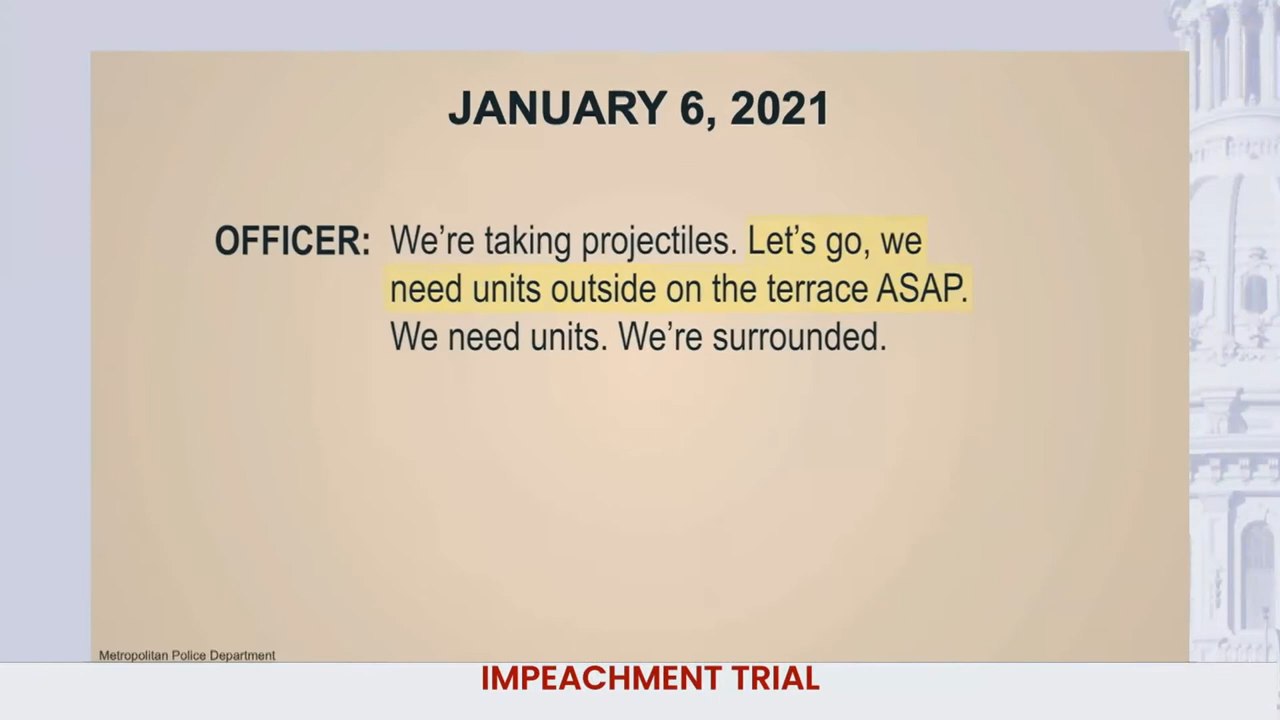 JANUARY 6, 2021
OFFICER: We’re taking projectiles. Let’s go, we
need units outside on the terrace ASAP.
We need units. We’re surrounded.
Metropolitan Police Department
IMPEACHMENT TRIAL